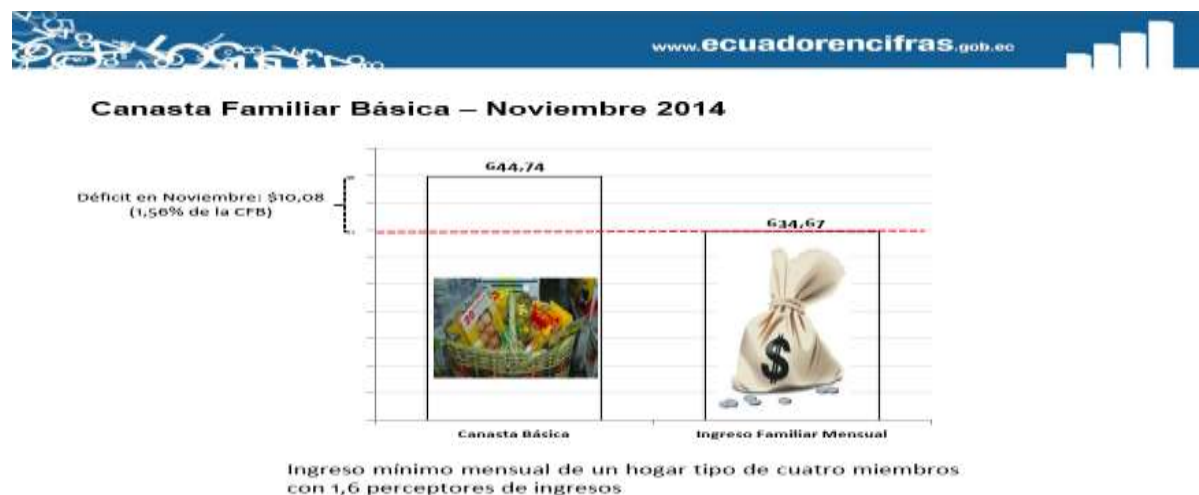 www.ecuadorencifras.gob.ec
Canasta Familiar Básica – Noviembre 2014
644,74
Déficit en Noviembre: $10,08
(1,56% de la CFB)
634,67
$
Canasta Básica
Ingreso Familiar Mensual
Ingreso mínimo mensual de un hogar tipo de cuatro miembros
con 1,6 perceptores de ingresos